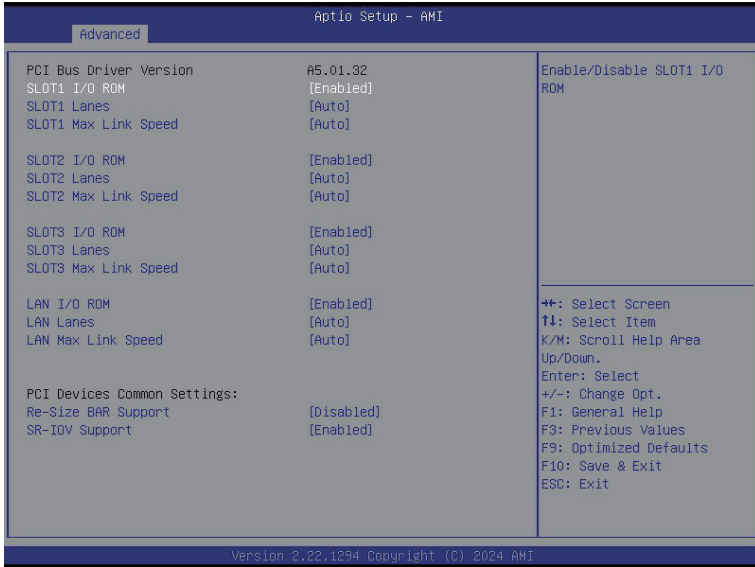 Aptio Setup - AMI
Advanced
PCI Bus Driver Version A5.01.32
SLOT1 I/O ROM [Enabled]
SLOT1 Lanes [Auto]
SLOT1 Max Link Speed [Auto]
SLOT2 I/O ROM [Enabled]
SLOT2 Lanes [Auto]
SLOT2 Max Link Speed [Auto]
SLOT3 I/O ROM [Enabled]
SLOT3 Lanes [Auto]
SLOT3 Max Link Speed [Auto]
LAN I/O ROM [Enabled]
LAN Lanes [Auto]
LAN Max Link Speed [Auto]
PCI Devices Common Settings:
Re-Size BAR Support [Disabled]
SR-IOV Support [Enabled]
Enable/Disable SLOT1 I/O
ROM
→←: Select Screen
↑↓: Select Item
K/M: Scroll Help Area
Up/Down.
Enter: Select
+/-: Change Opt.
F1: General Help
F3: Previous Values
F9: Optimized Defaults
F10: Save & Exit
ESC: Exit
Version 2.22.1294 Copyright (C) 2024 AMI